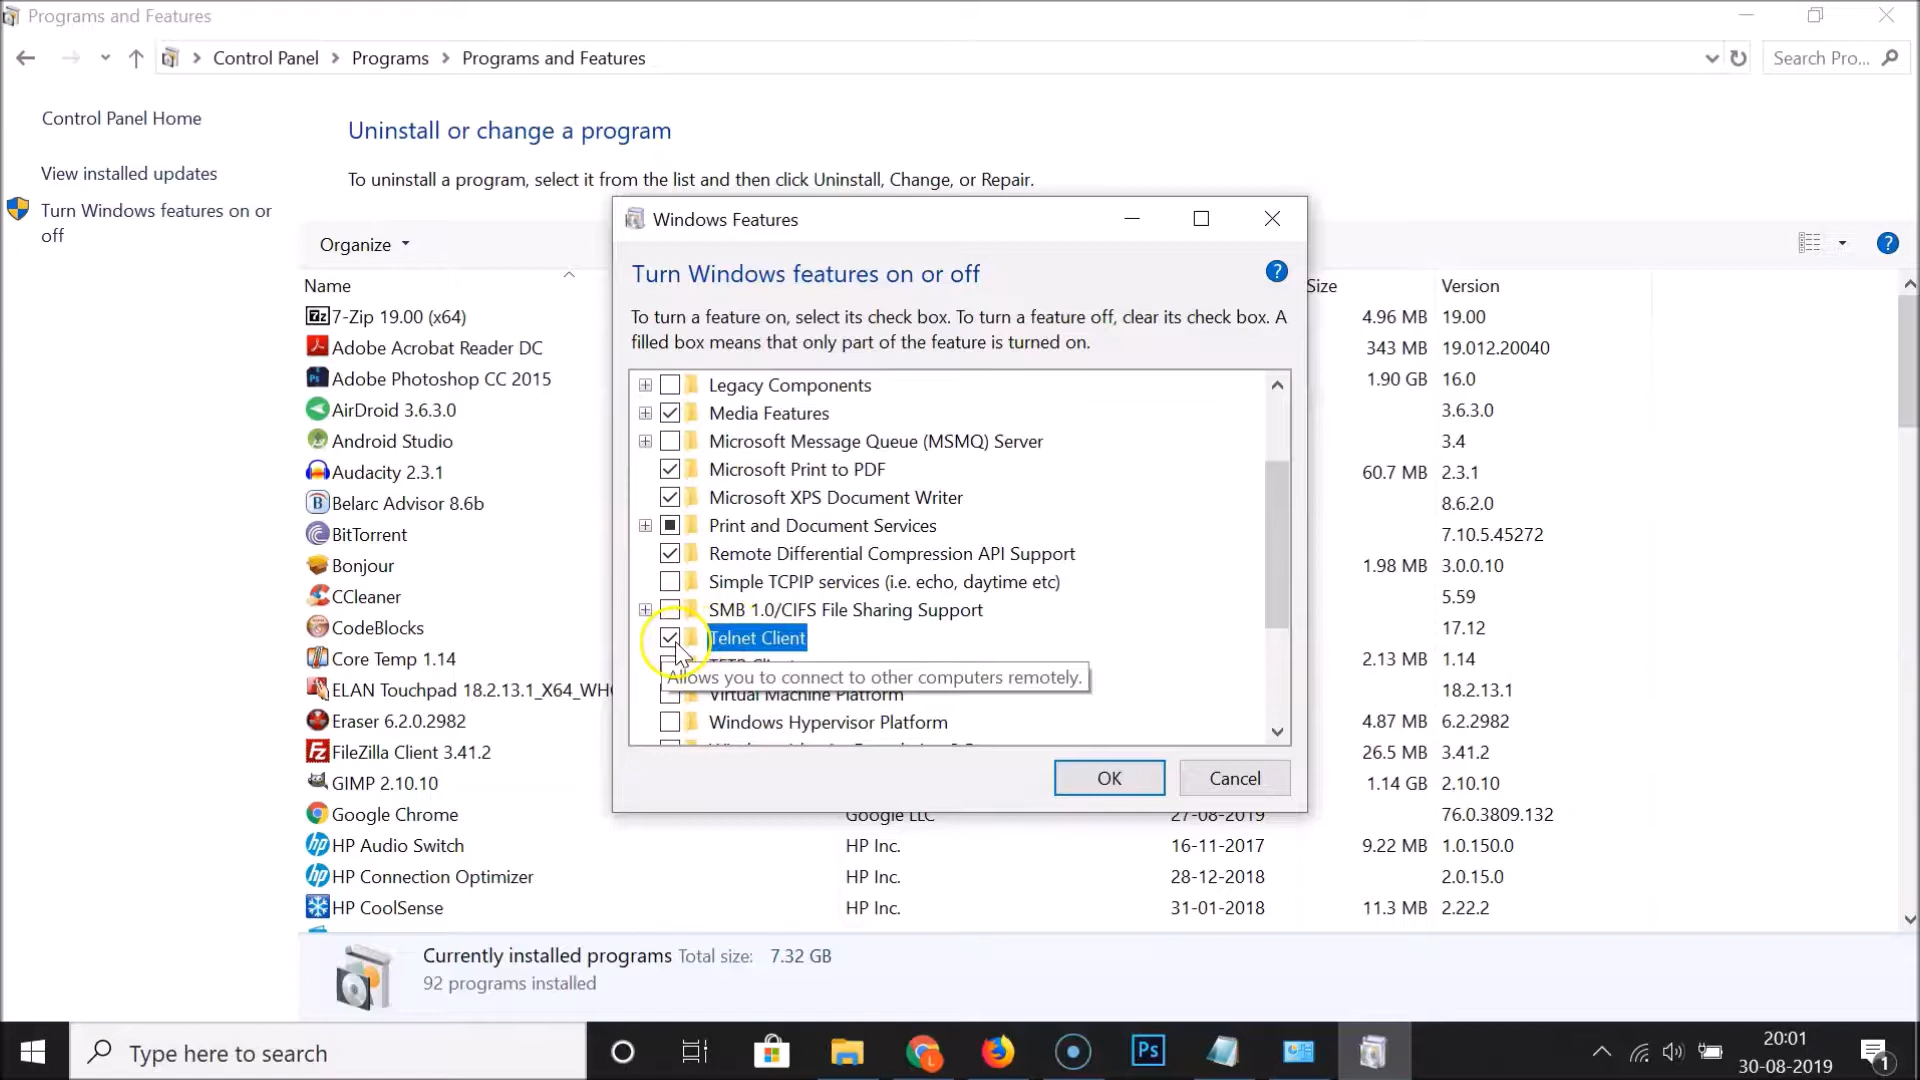 Programs and Features
Control Panel
Programs
Programs and Features
Search Pro...
Control Panel Home
View installed updates
Turn Windows features on or
off
Uninstall or change a program
To uninstall a program, select it from the list and then click Uninstall, Change, or Repair.
Organize
Name
Size
Version
7-Zip 19.00 (x64)
4.96 MB
19.00
Adobe Acrobat Reader DC
343 MB
19.012.20040
Adobe Photoshop CC 2015
1.90 GB
16.0
AirDroid 3.6.3.0
3.6.3.0
Android Studio
3.4
Audacity 2.3.1
60.7 MB
2.3.1
Belarc Advisor 8.6b
8.6.2.0
BitTorrent
7.10.5.45272
Bonjour
1.98 MB
3.0.0.10
CCleaner
5.59
CodeBlocks
17.12
Core Temp 1.14
2.13 MB
1.14
ELAN Touchpad 18.2.13.1_X64_WHQ
18.2.13.1
Eraser 6.2.0.2982
4.87 MB
6.2.2982
FileZilla Client 3.41.2
26.5 MB
3.41.2
GIMP 2.10.10
1.14 GB
2.10.10
Google Chrome
Google LLC
27-08-2019
76.0.3809.132
HP Audio Switch
HP Inc.
16-11-2017
9.22 MB
1.0.150.0
HP Connection Optimizer
HP Inc.
28-12-2018
2.0.15.0
HP CoolSense
HP Inc.
31-01-2018
11.3 MB
2.22.2
Windows Features
Turn Windows features on or off
To turn a feature on, select its check box. To turn a feature off, clear its check box. A
filled box means that only part of the feature is turned on.
Legacy Components
Media Features
Microsoft Message Queue (MSMQ) Server
Microsoft Print to PDF
Microsoft XPS Document Writer
Print and Document Services
Remote Differential Compression API Support
Simple TCPIP services (i.e. echo, daytime etc)
SMB 1.0/CIFS File Sharing Support
Telnet Client
Allows you to connect to other computers remotely.
Virtual Machine Platform
Windows Hypervisor Platform
OK
Cancel
Currently installed programs Total size: 7.32 GB
92 programs installed
Type here to search
Ps
20:01
30-08-2019
1